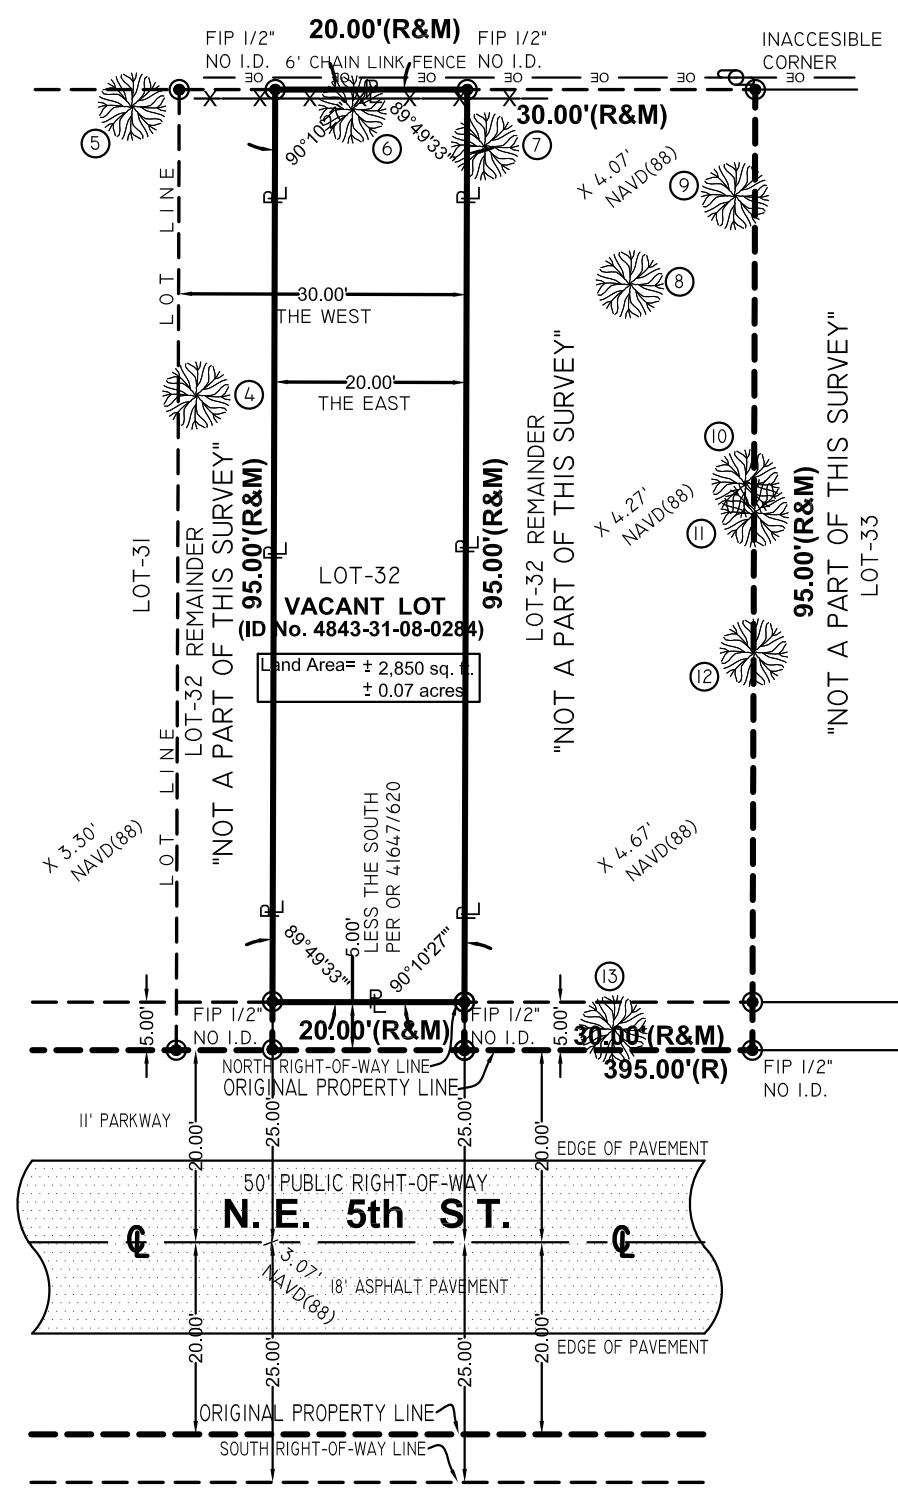 20.00'(R&M)
FIP 1/2"
NO I.D.
6' CHAIN LINK FENCE
FIP 1/2"
NO I.D.
INACCESIBLE
CORNER
30
30
30
30
30
30
30
X X X X X
30.00'(R&M)
90°10'27"
89°49'33"
5
6
7
X 4.07'
NAVD(88)
9
8
LOT LINE
30.00'
THE WEST
20.00'
THE EAST
4
10
11
12
LOT-31
LOT-32 REMAINDER
"NOT A PART OF THIS SURVEY"
95.00'(R&M)
95.00'(R&M)
LOT-32 REMAINDER
"NOT A PART OF THIS SURVEY"
X 4.27'
NAVD(88)
95.00'(R&M)
"NOT A PART OF THIS SURVEY"
LOT-33
LOT-32
VACANT LOT
(ID No. 4843-31-08-0284)
Land Area= ± 2,850 sq. ft.
± 0.07 acres
LOT LINE
X 3.30'
NAVD(88)
X 4.67'
NAVD(88)
5.00'
LESS THE SOUTH
PER OR 41647/620
89°49'33"
90°10'27"
13
5.00'
FIP 1/2"
NO I.D.
20.00'(R&M)
FIP 1/2"
NO I.D.
5.00'
30.00'(R&M)
395.00'(R)
FIP 1/2"
NO I.D.
NORTH RIGHT-OF-WAY LINE
ORIGINAL PROPERTY LINE
11' PARKWAY
20.00'
25.00'
25.00'
20.00'
EDGE OF PAVEMENT
50' PUBLIC RIGHT-OF-WAY
N. E. 5th ST.
CL
CL
3.07'
NAVD(88)
18' ASPHALT PAVEMENT
20.00'
25.00'
25.00'
20.00'
EDGE OF PAVEMENT
ORIGINAL PROPERTY LINE
SOUTH RIGHT-OF-WAY LINE